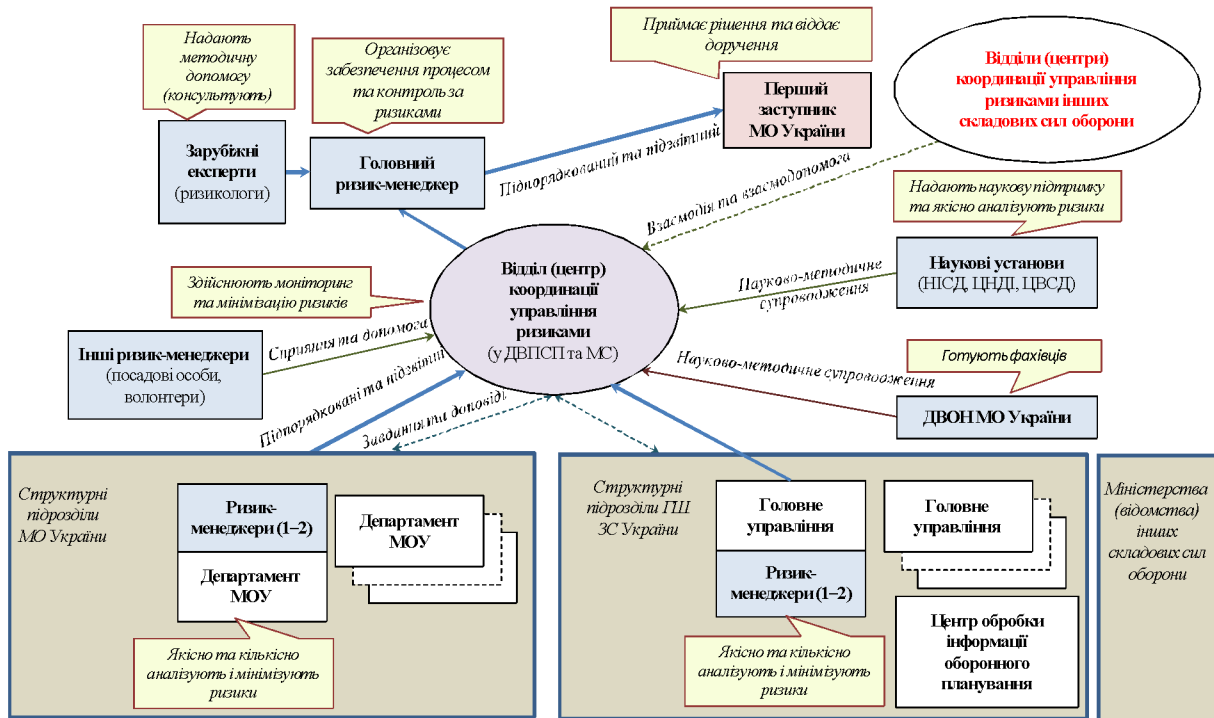 Надають
методичну
допомогу
(консультують)
Організовує
забезпечення процесом
та контроль за
ризиками
Приймає рішення та віддає
доручення
Відділи (центри)
координації управління
ризиками інших
складових сил оборони
Зарубіжні
експерти
(ризикологи)
Головний
ризик-менеджер
Підпорядкований та підзвітний
Перший
заступник
МО України
Взаємодія та взаємодопомога
Надають наукову підтримку
та якісно аналізують ризики
Здійснюють моніторинг
та мінімізацію ризиків
Відділ (центр)
координації
управління
ризиками
(у ДВПСП та МС)
Науково-методичне
супроводження
Наукові установи
(НІСД, ЦНДІ, ЦВСД)
Інші ризик-менеджери
(посадові особи,
волонтери)
Сприяння та допомога
Підпорядковані та підзвітні
Завдання та доповіді
Науково-методичне супроводження
Готують фахівців
ДВОН МО України
Структурні
підрозділи
МО України
Ризик-
менеджери (1–2)
Департамент
МОУ
Департамент
МОУ
Якісно та кількісно
аналізують і мінімізують
ризики
Структурні
підрозділи ГШ
ЗС України
Головне
управління
Ризик-
менеджери (1–2)
Головне
управління
Центр обробки
інформації
оборонного
планування
Якісно та кількісно
аналізують і мінімізують
ризики
Міністерства
(відомства)
інших
складових сил
оборони